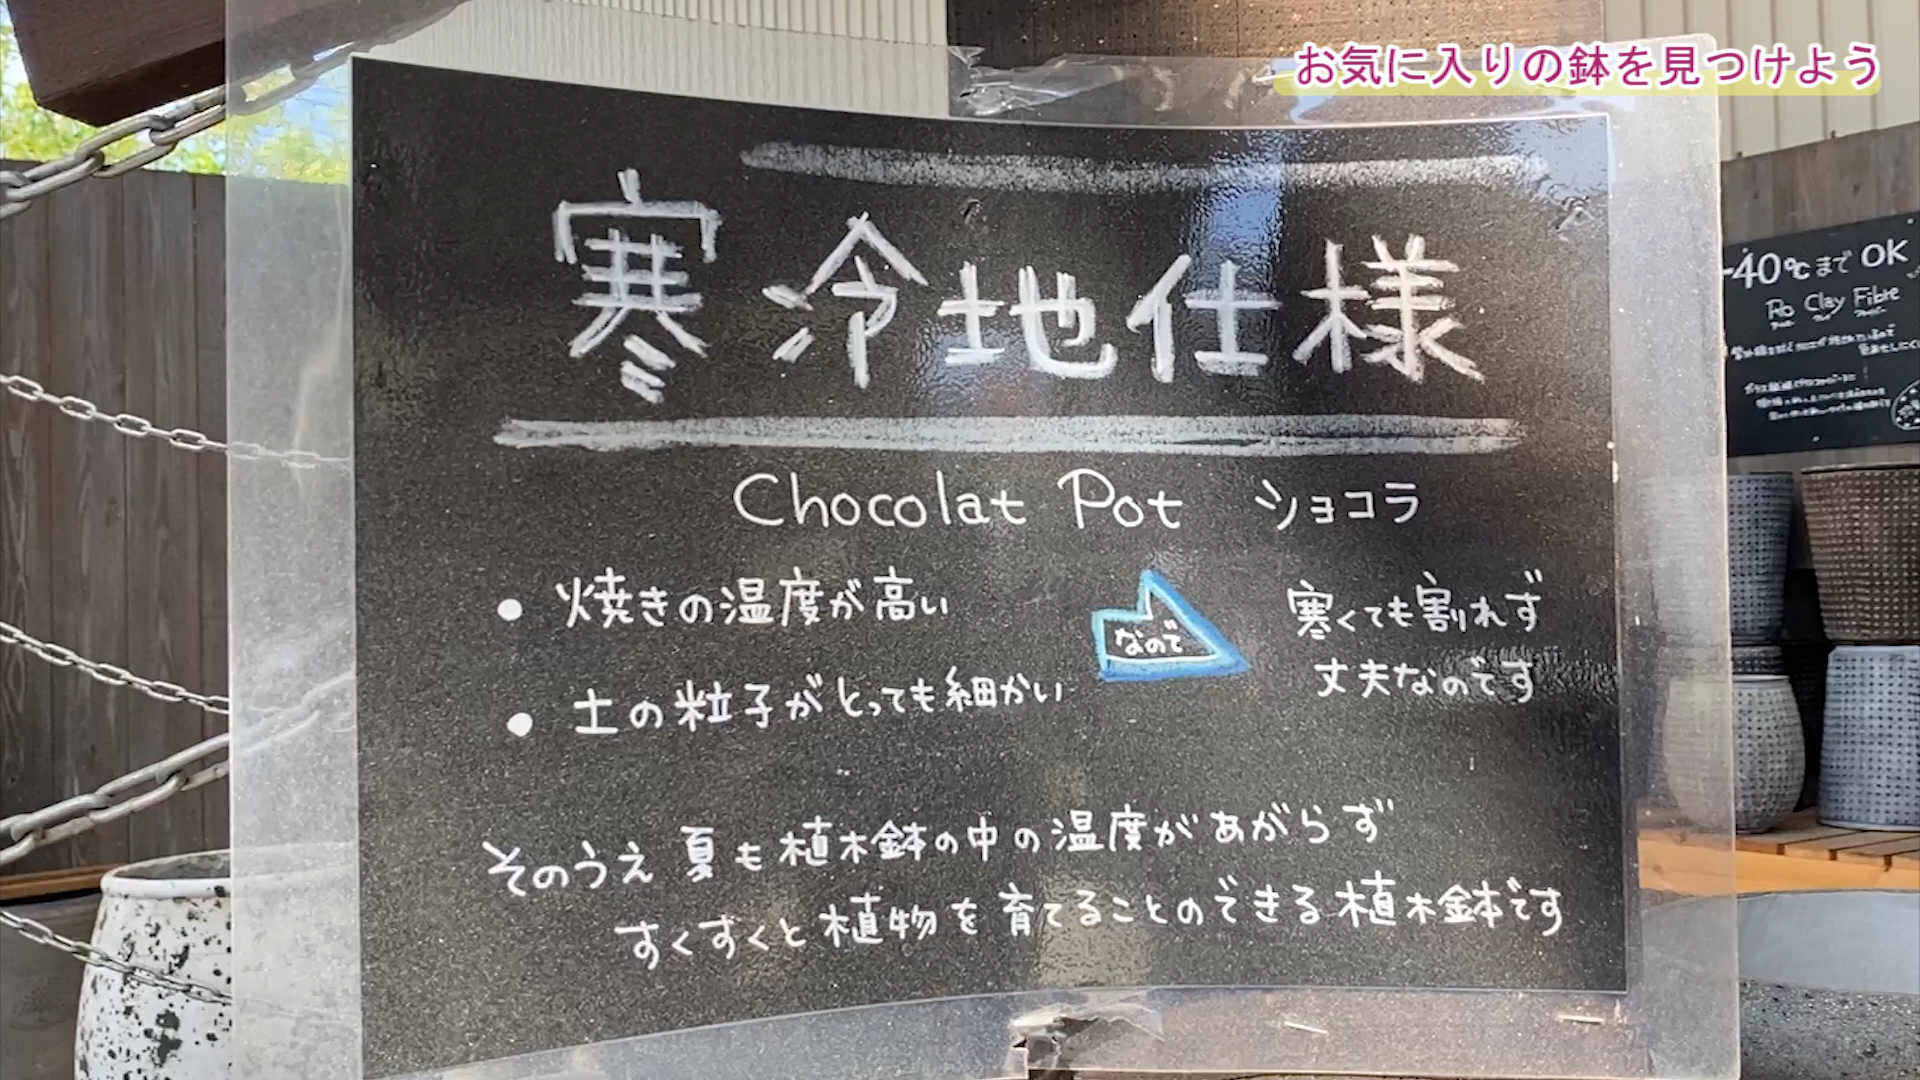 お気に入りの鉢を見つけよう
寒冷地仕様
Chocolat Pot ショコラ
• 焼きの温度が高い
• 土の粒子がとっても細かい
なので
寒くても割れず
丈夫なのです
そのうえ 夏も植木鉢の中の温度があがらず
すくすくと植物を育てることのできる植木鉢です
-40℃まで OK
Ro Clay Fibre